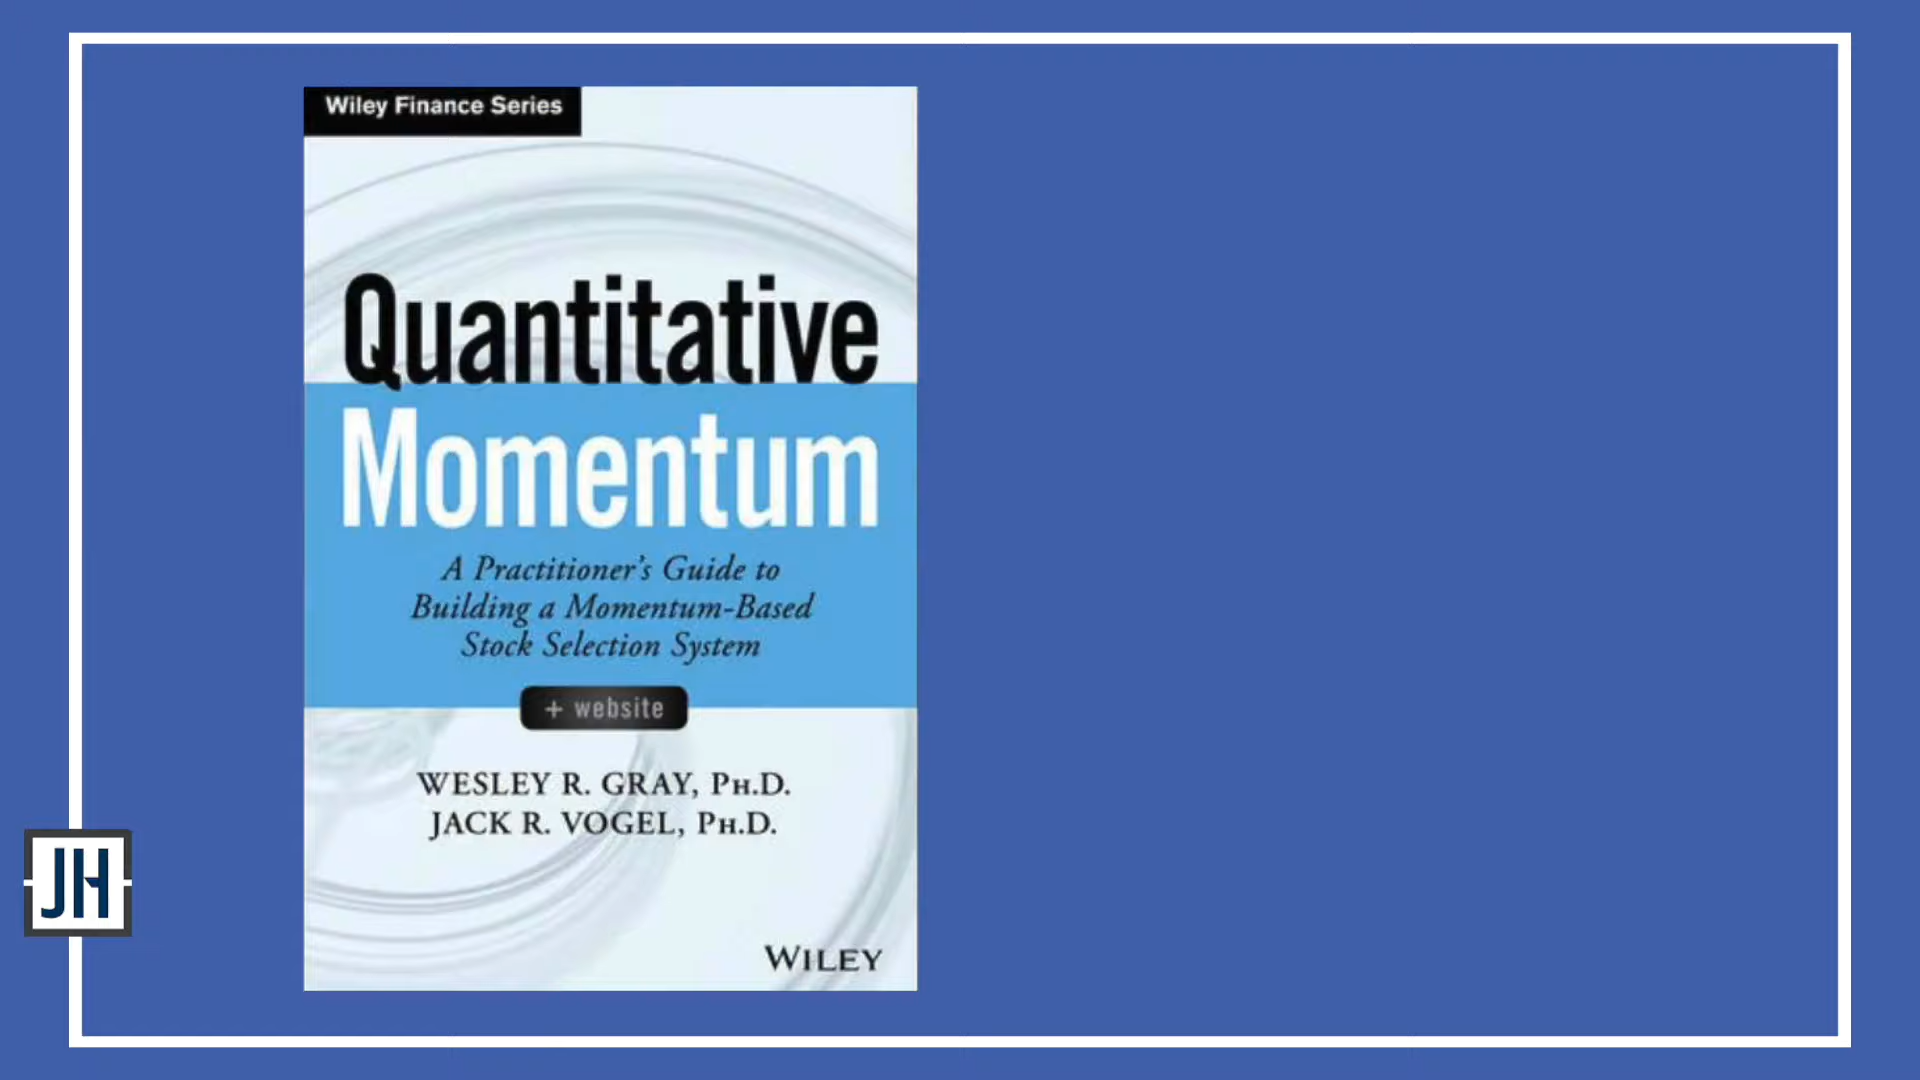 Wiley Finance Series
Quantitative
Momentum
A Practitioner's Guide to
Building a Momentum-Based
Stock Selection System
+ website
WESLEY R. GRAY, PH.D.
JACK R. VOGEL, PH.D.
JH
WILEY